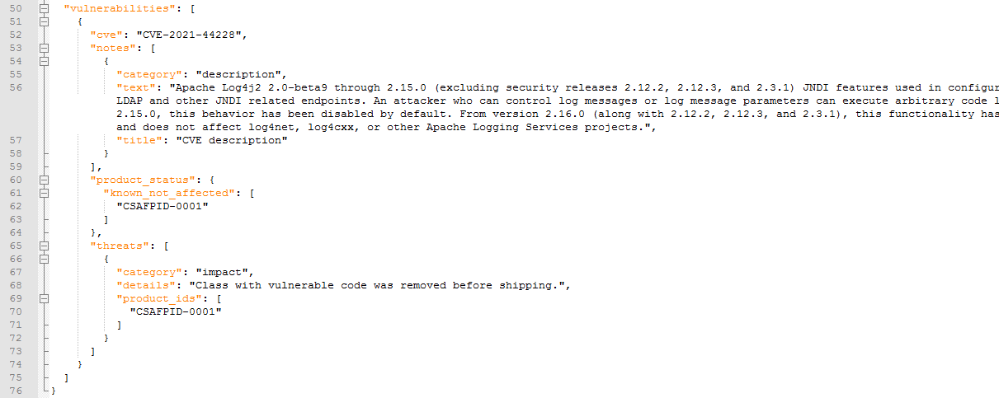 50 "vulnerabilities": [
51 {
52 "cve": "CVE-2021-44228",
53 "notes": [
54 {
55 "category": "description",
56 "text": "Apache Log4j2 2.0-beta9 through 2.15.0 (excluding security releases 2.12.2, 2.12.3, and 2.3.1) JNDI features used in configur
LDAP and other JNDI related endpoints. An attacker who can control log messages or log message parameters can execute arbitrary code l
2.15.0, this behavior has been disabled by default. From version 2.16.0 (along with 2.12.2, 2.12.3, and 2.3.1), this functionality has
and does not affect log4net, log4cxx, or other Apache Logging Services projects.",
57 "title": "CVE description"
58 }
59 ],
60 "product_status": {
61 "known_not_affected": [
62 "CSAFPID-0001"
63 ]
64 },
65 "threats": [
66 {
67 "category": "impact",
68 "details": "Class with vulnerable code was removed before shipping.",
69 "product_ids": [
70 "CSAFPID-0001"
71 ]
72 }
73 ]
74 }
75 ]
76 }